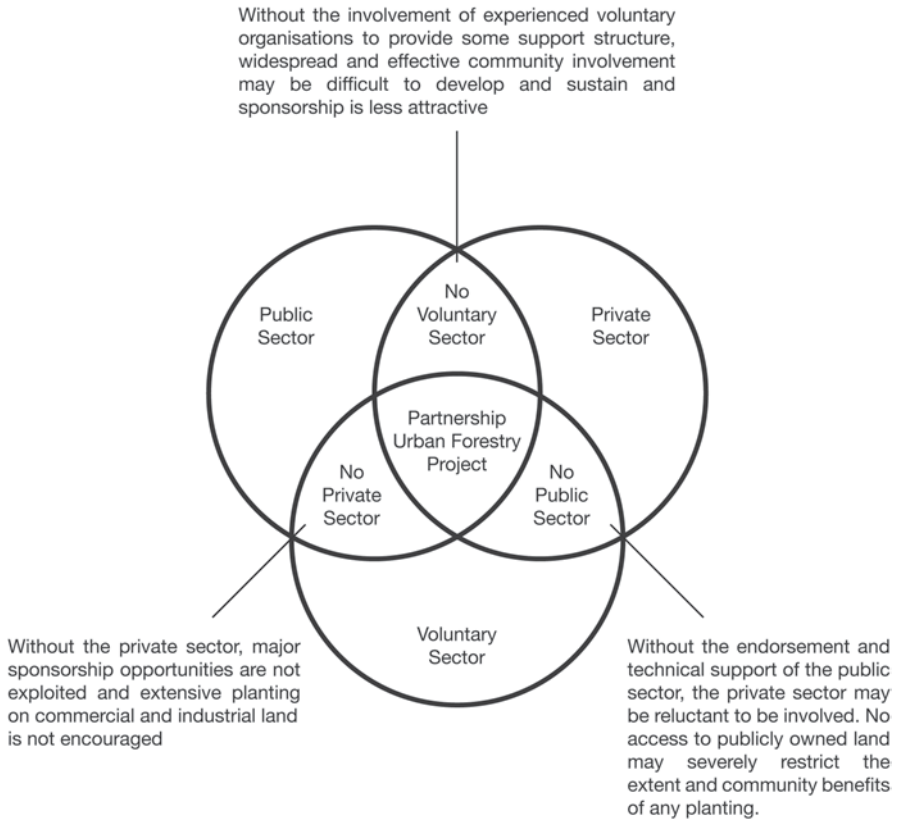 Without the involvement of experienced voluntary
organisations to provide some support structure,
widespread and effective community involvement
may be difficult to develop and sustain and
sponsorship is less attractive
Public
Sector
No
Voluntary
Sector
Private
Sector
Partnership
Urban Forestry
Project
No
Private
Sector
No
Public
Sector
Voluntary
Sector
Without the private sector, major
sponsorship opportunities are not
exploited and extensive planting
on commercial and industrial land
is not encouraged
Without the endorsement and
technical support of the public
sector, the private sector may
be reluctant to be involved. No
access to publicly owned land
may severely restrict the
extent and community benefits
of any planting.